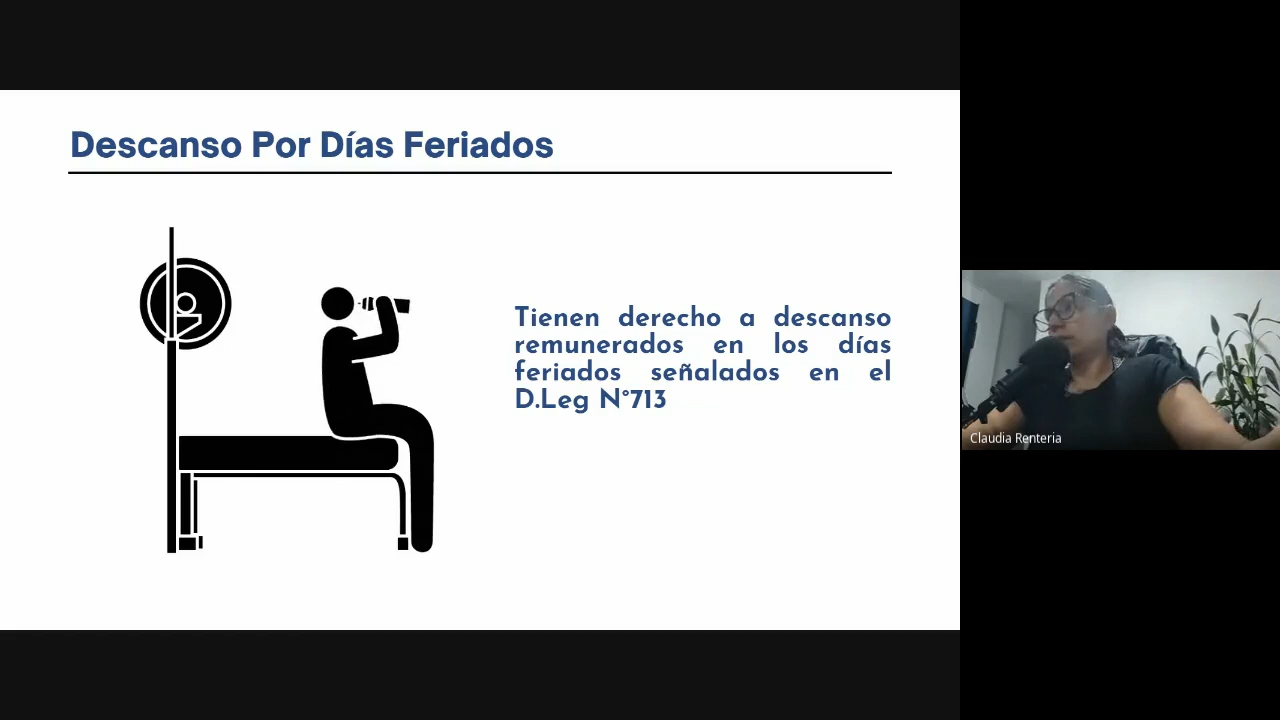 Descanso Por Días Feriados
Tienen derecho a descanso
remunerados en los días
feriados señalados en el
D.Leg N°713
Claudia Renteria